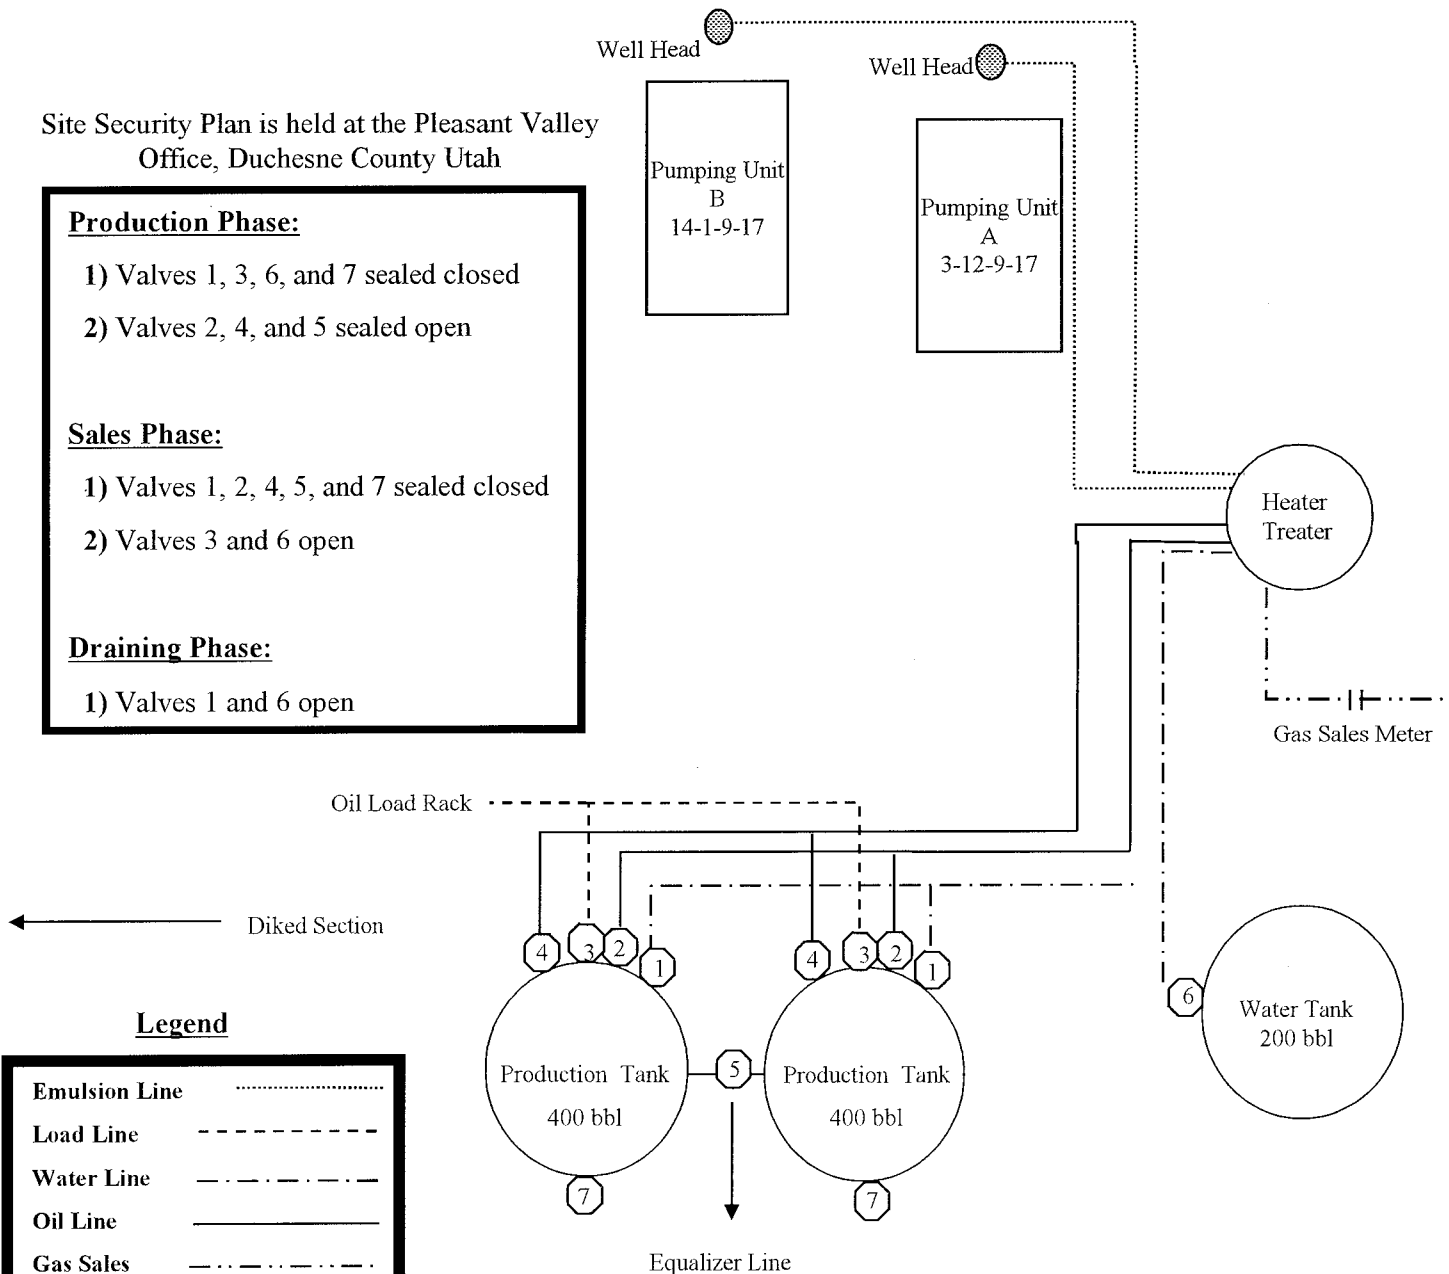 Well Head
Well Head
Site Security Plan is held at the Pleasant Valley
Office, Duchesne County Utah
Pumping Unit
B
14-1-9-17
Pumping Unit
A
3-12-9-17
Production Phase:
1) Valves 1, 3, 6, and 7 sealed closed
2) Valves 2, 4, and 5 sealed open
Sales Phase:
1) Valves 1, 2, 4, 5, and 7 sealed closed
2) Valves 3 and 6 open
Draining Phase:
1) Valves 1 and 6 open
Heater
Treater
Gas Sales Meter
Oil Load Rack
Diked Section
4
3
2
1
4
3
2
1
6
Water Tank
200 bbl
Production Tank
400 bbl
5
Production Tank
400 bbl
7
7
Equalizer Line
Legend
Emulsion Line
Load Line
Water Line
Oil Line
Gas Sales